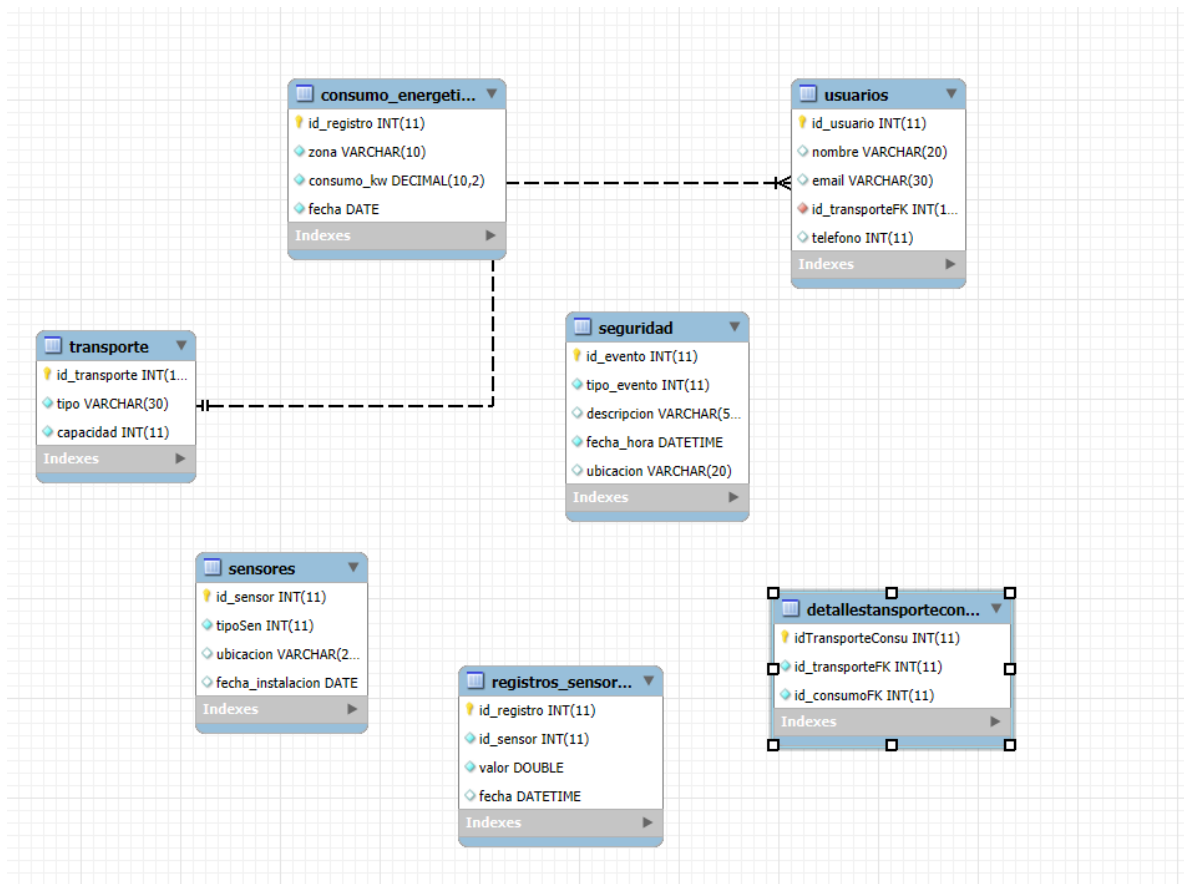 consumo_energeti...
id_registro INT(11)
zona VARCHAR(10)
consumo_kw DECIMAL(10,2)
fecha DATE
Indexes
usuarios
id_usuario INT(11)
nombre VARCHAR(20)
email VARCHAR(30)
id_transporteFK INT(1...
telefono INT(11)
Indexes
transporte
id_transporte INT(1...
tipo VARCHAR(30)
capacidad INT(11)
Indexes
seguridad
id_evento INT(11)
tipo_evento INT(11)
descripcion VARCHAR(5...
fecha_hora DATETIME
ubicacion VARCHAR(20)
Indexes
sensores
id_sensor INT(11)
tipoSen INT(11)
ubicacion VARCHAR(2...
fecha_instalacion DATE
Indexes
registros_sensor...
id_registro INT(11)
id_sensor INT(11)
valor DOUBLE
fecha DATETIME
Indexes
detallestansportecon...
idTransporteConsu INT(11)
id_transporteFK INT(11)
id_consumoFK INT(11)
Indexes